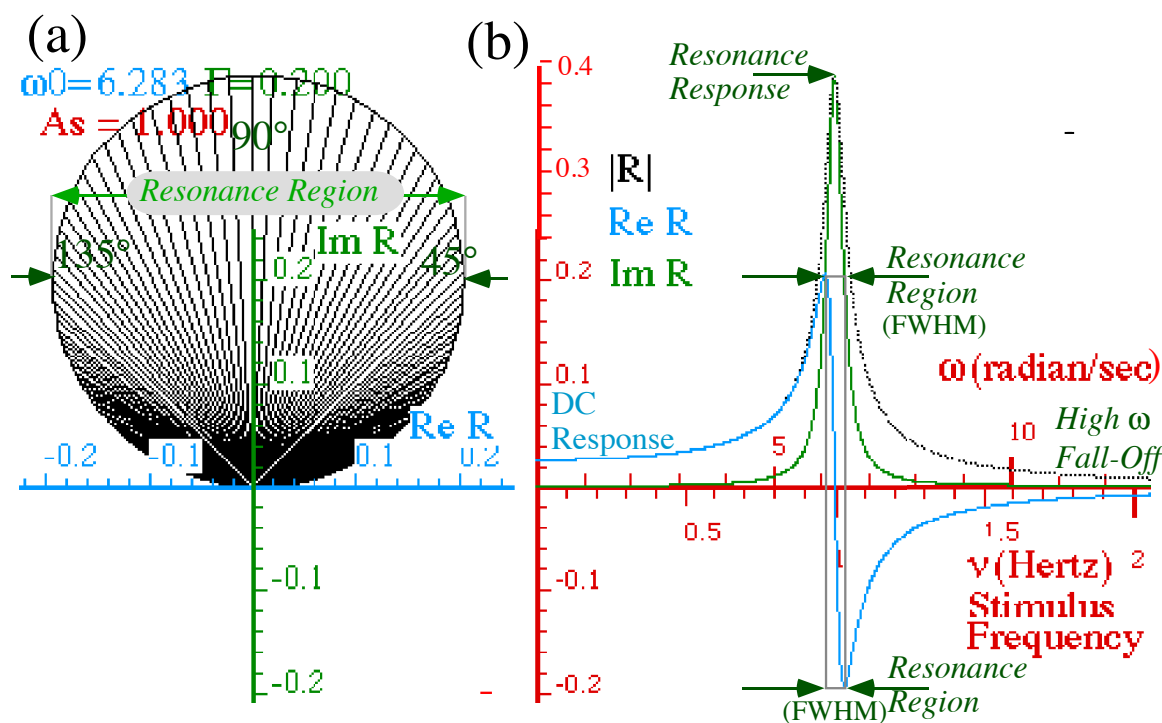 (a)
ω0=6.283 Γ=0.200
As = 1.000
90°
Resonance Region
135°
45°
Im R
0.2
0.1
Re R
-0.2
-0.1
0.1
0.2
-0.1
-0.2
(b)
0.4
Resonance
Response
0.3
|R|
Re R
Im R
0.2
Resonance
Region
(FWHM)
0.1
ω(radian/sec)
DC
Response
5
10
High ω
Fall-Off
0.5
1
1.5
2
-0.1
ν(Hertz)
Stimulus
Frequency
-0.2
(FWHM)
Resonance
Region